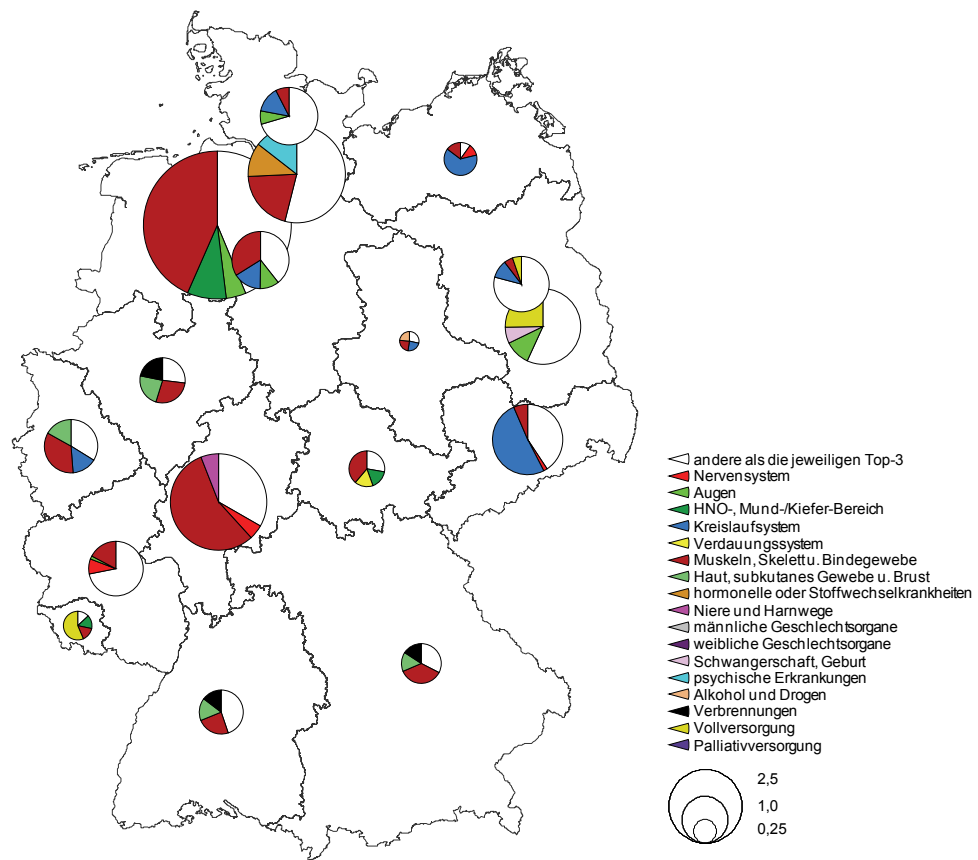 andere als die jeweiligen Top-3
Nervensystem
Augen
HNO-, Mund-/Kiefer-Bereich
Kreislaufsystem
Verdauungssystem
Muskeln, Skelettu. Bindegewebe
Haut, subkutanes Gewebe u. Brust
hormonelle oder Stoffwechselkrankheiten
Niere und Harnwege
männliche Geschlechtsorgane
weibliche Geschlechtsorgane
Schwangerschaft, Geburt
psychische Erkrankungen
Alkohol und Drogen
Verbrennungen
Vollversorgung
Palliativversorgung
2,5
1,0
0,25